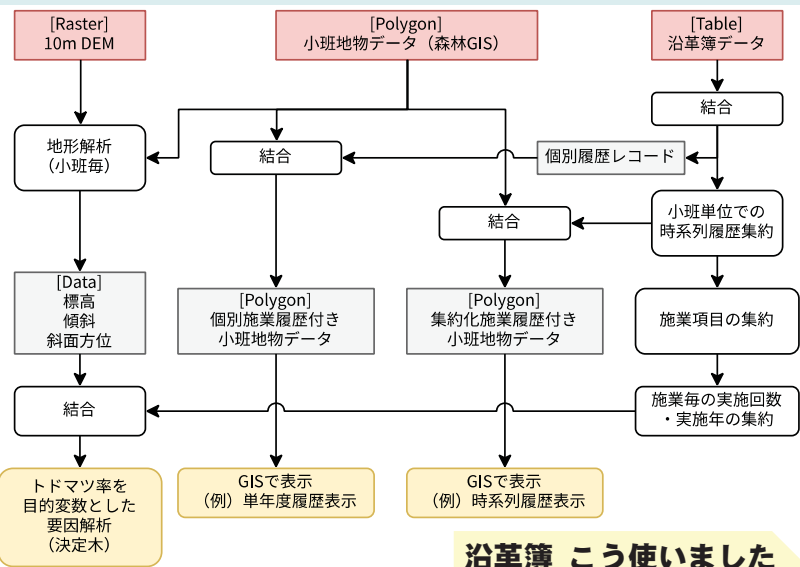 [Raster]
10m DEM
[Polygon]
小班地物データ（森林GIS）
[Table]
沿革簿データ
結合
地形解析
（小班毎）
結合
個別履歴レコード
小班単位での
時系列履歴集約
結合
[Data]
標高
傾斜
斜面方位
[Polygon]
個別施業履歴付き
小班地物データ
[Polygon]
集約化施業履歴付き
小班地物データ
施業項目の集約
結合
施業毎の実施回数
・実施年の集約
トドマツ率を
目的変数とした
要因解析
（決定木）
GISで表示
（例）単年度履歴表示
GISで表示
（例）時系列履歴表示
沿革簿 こう使いました